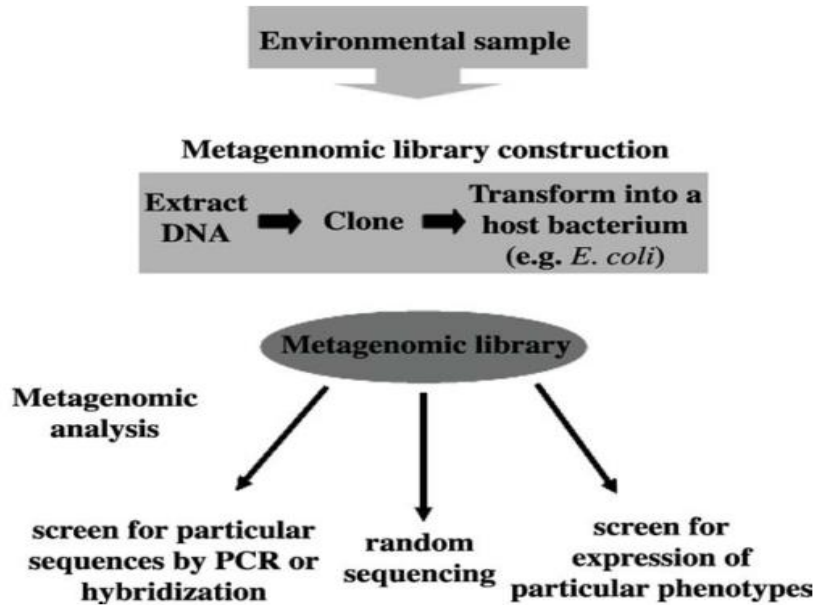 Environmental sample
Metagennomic library construction
Extract
DNA
Clone
Transform into a
host bacterium
(e.g. E. coli)
Metagenomic library
Metagenomic
analysis
screen for particular
sequences by PCR or
hybridization
random
sequencing
screen for
expression of
particular phenotypes